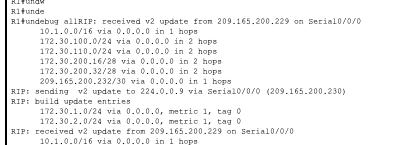 R1#undw
R1#unde
R1#undebug allRIP: received v2 update from 209.165.200.229 on Serial0/0/0
10.1.0.0/16 via 0.0.0.0 in 1 hops
172.30.100.0/24 via 0.0.0.0 in 2 hops
172.30.110.0/24 via 0.0.0.0 in 2 hops
172.30.200.16/28 via 0.0.0.0 in 2 hops
172.30.200.32/28 via 0.0.0.0 in 2 hops
209.165.200.232/30 via 0.0.0.0 in 1 hops
RIP: sending  v2 update to 224.0.0.9 via Serial0/0/0 (209.165.200.230)
RIP: build update entries
172.30.1.0/24 via 0.0.0.0, metric 1, tag 0
172.30.2.0/24 via 0.0.0.0, metric 1, tag 0
RIP: received v2 update from 209.165.200.229 on Serial0/0/0
10.1.0.0/16 via 0.0.0.0 in 1 hops